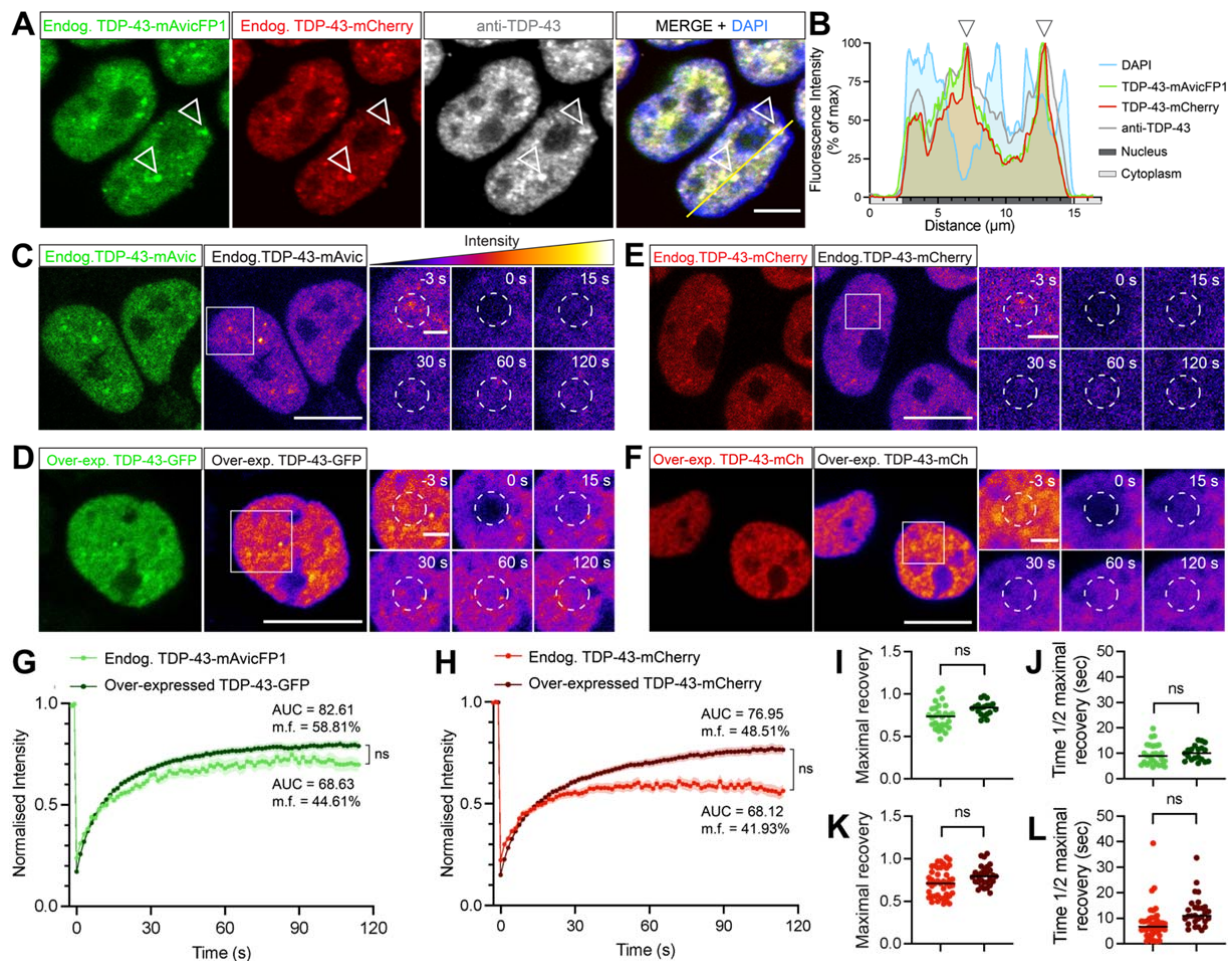 A
Endog. TDP-43-mAvicFP1
Endog. TDP-43-mCherry
anti-TDP-43
MERGE + DAPI
B
Fluorescence Intensity
(% of max)
100
75
50
25
0
0
5
10
15
Distance (µm)
DAPI
TDP-43-mAvicFP1
TDP-43-mCherry
anti-TDP-43
Nucleus
Cytoplasm
C
Endog.TDP-43-mAvic
Endog.TDP-43-mAvic
Intensity
-3 s
0 s
15 s
30 s
60 s
120 s
E
Endog.TDP-43-mCherry
Endog.TDP-43-mCherry
-3 s
0 s
15 s
30 s
60 s
120 s
D
Over-exp. TDP-43-GFP
Over-exp. TDP-43-GFP
-3 s
0 s
15 s
30 s
60 s
120 s
F
Over-exp. TDP-43-mCh
Over-exp. TDP-43-mCh
-3 s
0 s
15 s
30 s
60 s
120 s
G
Endog. TDP-43-mAvicFP1
Over-expressed TDP-43-GFP
Normalised Intensity
1.0
0.5
0.0
0
30
60
90
120
Time (s)
AUC = 82.61
m.f. = 58.81%
ns
AUC = 68.63
m.f. = 44.61%
H
Endog. TDP-43-mCherry
Over-expressed TDP-43-mCherry
Normalised Intensity
1.0
0.5
0.0
0
30
60
90
120
Time (s)
AUC = 76.95
m.f. = 48.51%
ns
AUC = 68.12
m.f. = 41.93%
I
Maximal recovery
1.5
1.0
0.5
0.0
ns
J
Time 1/2 maximal
recovery (sec)
50
40
30
20
10
0
ns
K
Maximal recovery
1.5
1.0
0.5
0.0
ns
L
Time 1/2 maximal
recovery (sec)
50
40
30
20
10
0
ns